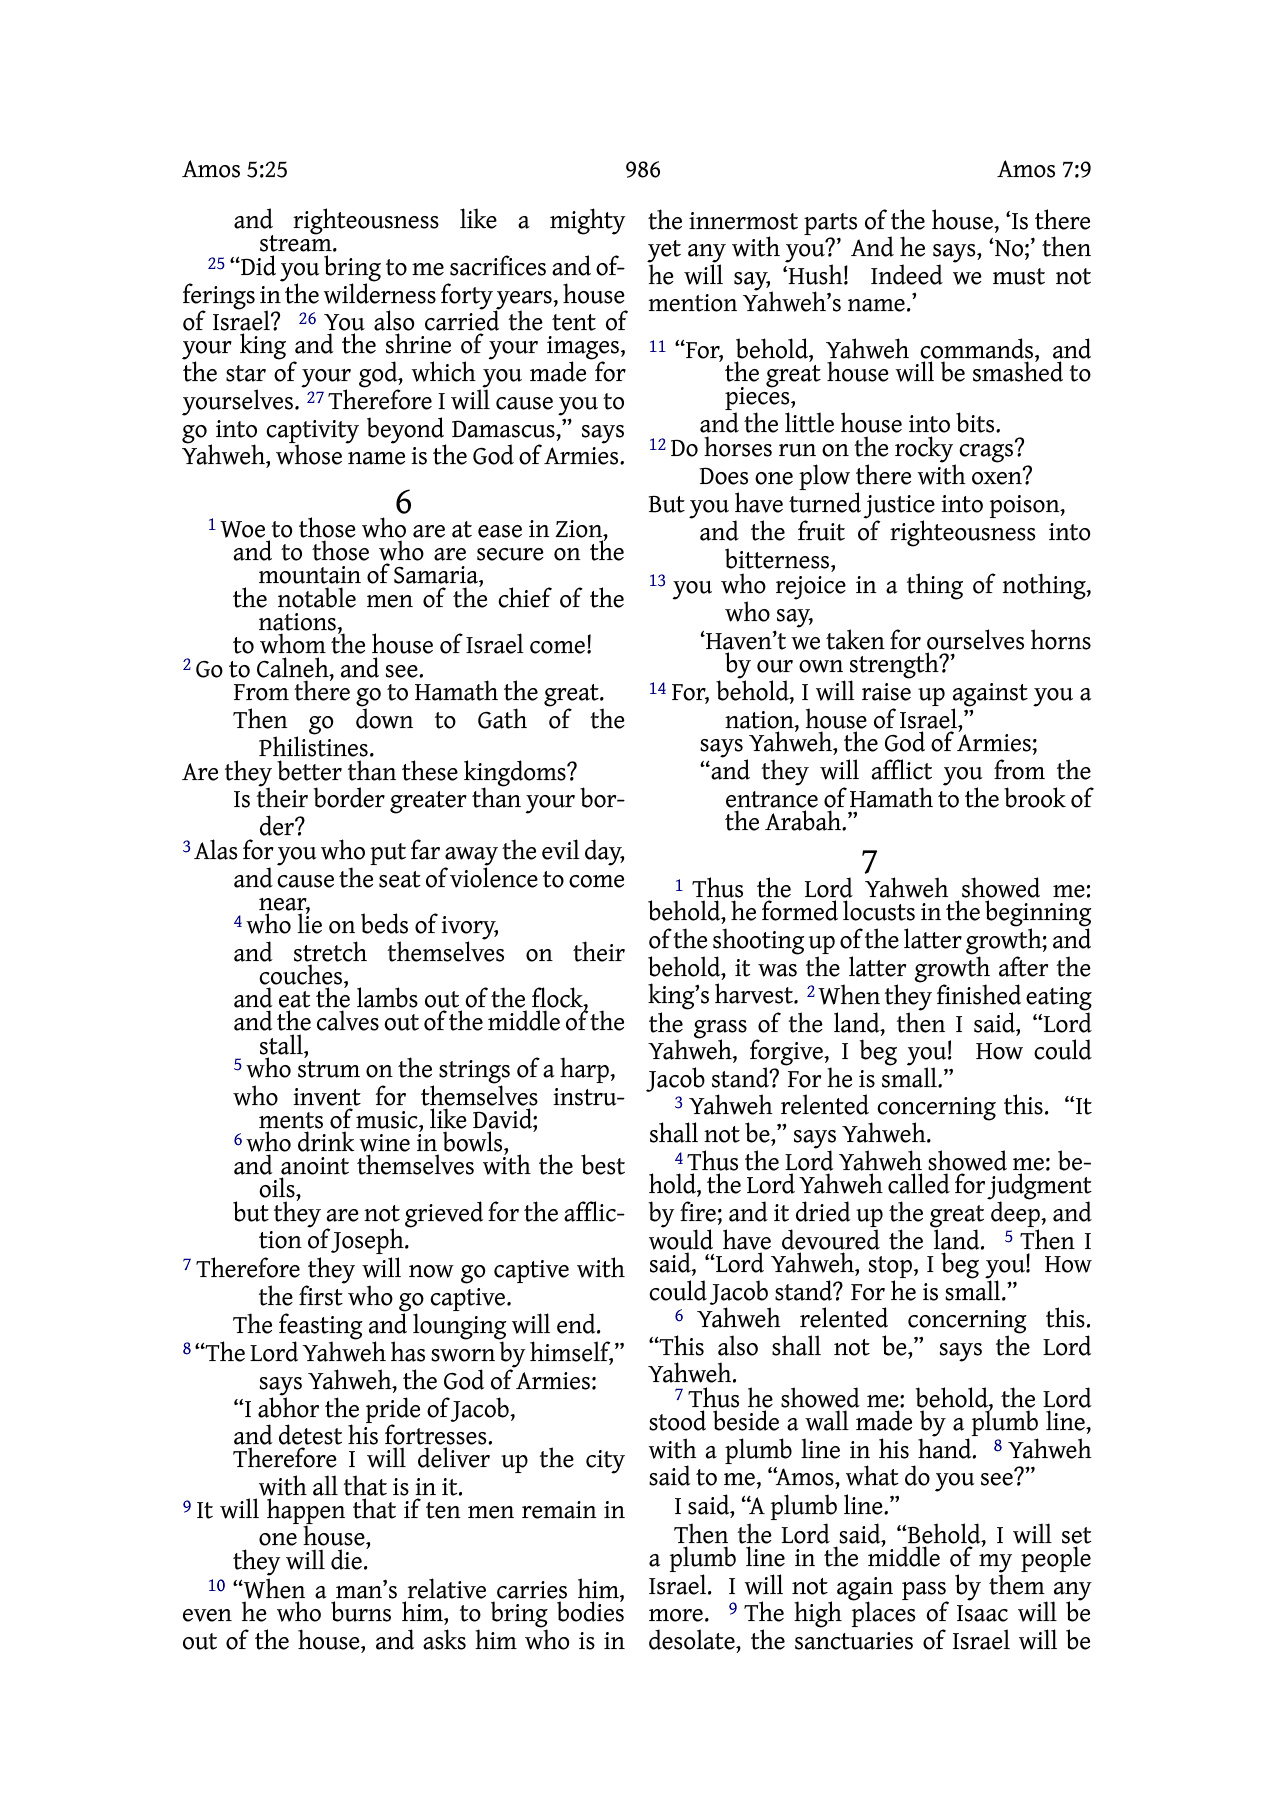 Amos 5:25
986
Amos 7:9
and righteousness like a mighty
stream.
25 “Did you bring to me sacrifices and of-
ferings in the wilderness forty years, house
of Israel? 26 You also carried the tent of
your king and the shrine of your images,
the star of your god, which you made for
yourselves. 27 Therefore I will cause you to
go into captivity beyond Damascus,” says
Yahweh, whose name is the God of Armies.
6
1 Woe to those who are at ease in Zion,
and to those who are secure on the
mountain of Samaria,
the notable men of the chief of the
nations,
to whom the house of Israel come!
2 Go to Calneh, and see.
From there go to Hamath the great.
Then go down to Gath of the
Philistines.
Are they better than these kingdoms?
Is their border greater than your bor-
der?
3 Alas for you who put far away the evil day,
and cause the seat of violence to come
near,
4 who lie on beds of ivory,
and stretch themselves on their
couches,
and eat the lambs out of the flock,
and the calves out of the middle of the
stall,
5 who strum on the strings of a harp,
who invent for themselves instru-
ments of music, like David;
6 who drink wine in bowls,
and anoint themselves with the best
oils,
but they are not grieved for the afflic-
tion of Joseph.
7 Therefore they will now go captive with
the first who go captive.
The feasting and lounging will end.
8 “The Lord Yahweh has sworn by himself,”
says Yahweh, the God of Armies:
“I abhor the pride of Jacob,
and detest his fortresses.
Therefore I will deliver up the city
with all that is in it.
9 It will happen that if ten men remain in
one house,
they will die.
10 “When a man’s relative carries him,
even he who burns him, to bring bodies
out of the house, and asks him who is in
the innermost parts of the house, ‘Is there
yet any with you?’ And he says, ‘No;’ then
he will say, ‘Hush! Indeed we must not
mention Yahweh’s name.’
11 “For, behold, Yahweh commands, and
the great house will be smashed to
pieces,
and the little house into bits.
12 Do horses run on the rocky crags?
Does one plow there with oxen?
But you have turned justice into poison,
and the fruit of righteousness into
bitterness,
13 you who rejoice in a thing of nothing,
who say,
‘Haven’t we taken for ourselves horns
by our own strength?’
14 For, behold, I will raise up against you a
nation, house of Israel,”
says Yahweh, the God of Armies;
“and they will afflict you from the
entrance of Hamath to the brook of
the Arabah.”
7
1 Thus the Lord Yahweh showed me:
behold, he formed locusts in the beginning
of the shooting up of the latter growth; and
behold, it was the latter growth after the
king’s harvest. 2 When they finished eating
the grass of the land, then I said, “Lord
Yahweh, forgive, I beg you! How could
Jacob stand? For he is small.”
3 Yahweh relented concerning this. “It
shall not be,” says Yahweh.
4 Thus the Lord Yahweh showed me: be-
hold, the Lord Yahweh called for judgment
by fire; and it dried up the great deep, and
would have devoured the land. 5 Then I
said, “Lord Yahweh, stop, I beg you! How
could Jacob stand? For he is small.”
6 Yahweh relented concerning this.
“This also shall not be,” says the Lord
Yahweh.
7 Thus he showed me: behold, the Lord
stood beside a wall made by a plumb line,
with a plumb line in his hand. 8 Yahweh
said to me, “Amos, what do you see?”
I said, “A plumb line.”
Then the Lord said, “Behold, I will set
a plumb line in the middle of my people
Israel. I will not again pass by them any
more. 9 The high places of Isaac will be
desolate, the sanctuaries of Israel will be